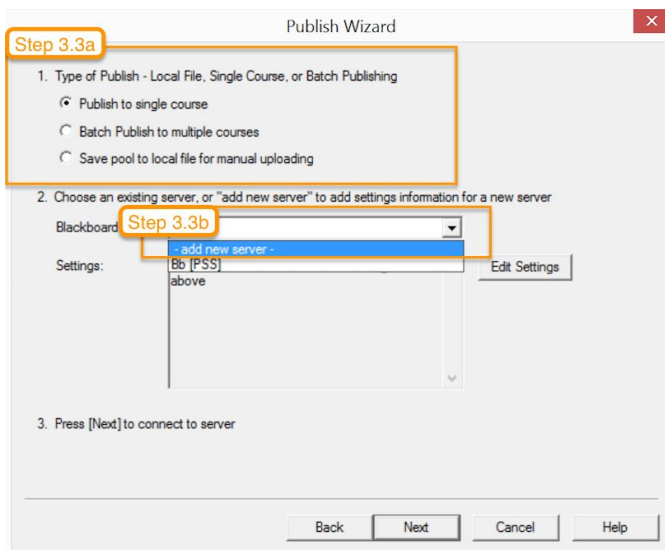 Publish Wizard
Step 3.3a
1. Type of Publish - Local File, Single Course, or Batch Publishing
Publish to single course
Batch Publish to multiple courses
Save pool to local file for manual uploading
2. Choose an existing server, or "add new server" to add settings information for a new server
Blackboard
Step 3.3b
- add new server -
Settings:
Bb [PSS]
Edit Settings
above
3. Press [Next] to connect to server
Back
Next
Cancel
Help